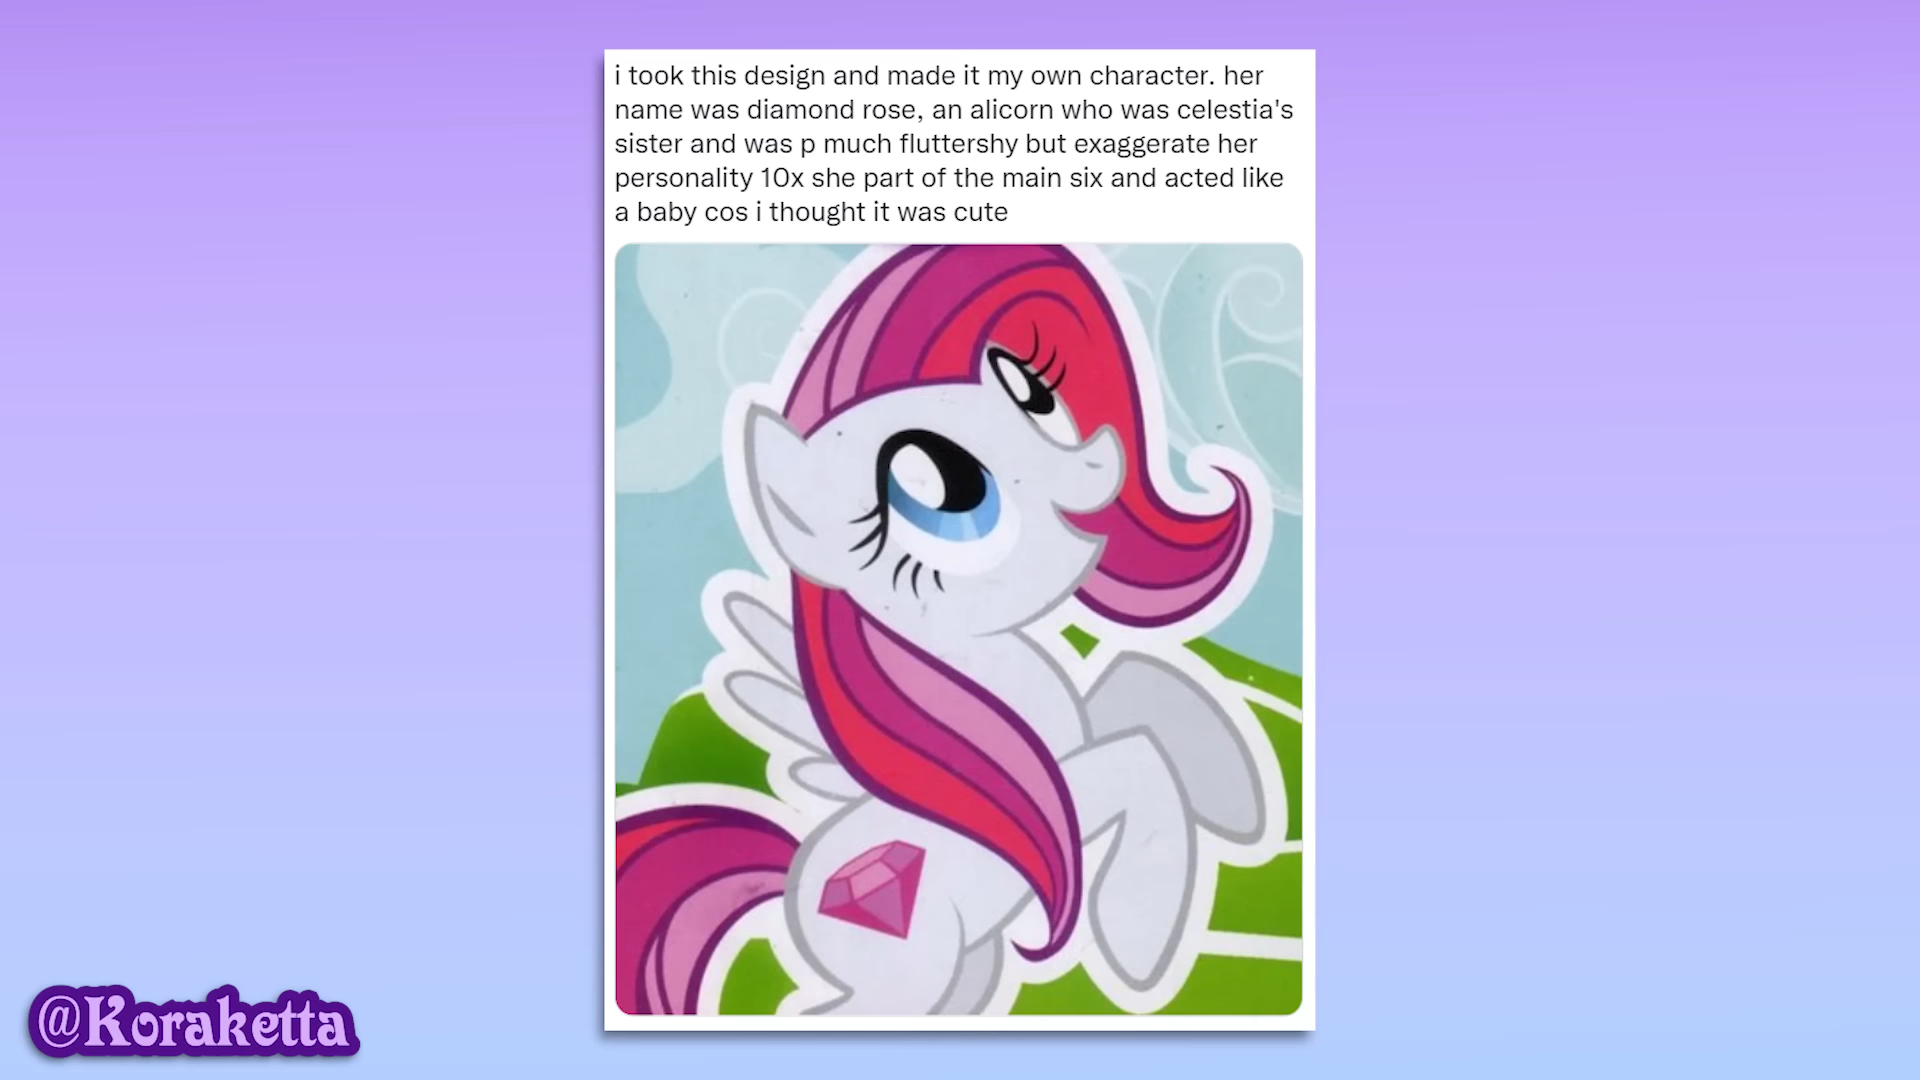 i took this design and made it my own character. her
name was diamond rose, an alicorn who was celestia's
sister and was p much fluttershy but exaggerate her
personality 10x she part of the main six and acted like
a baby cos i thought it was cute
@Koraketta